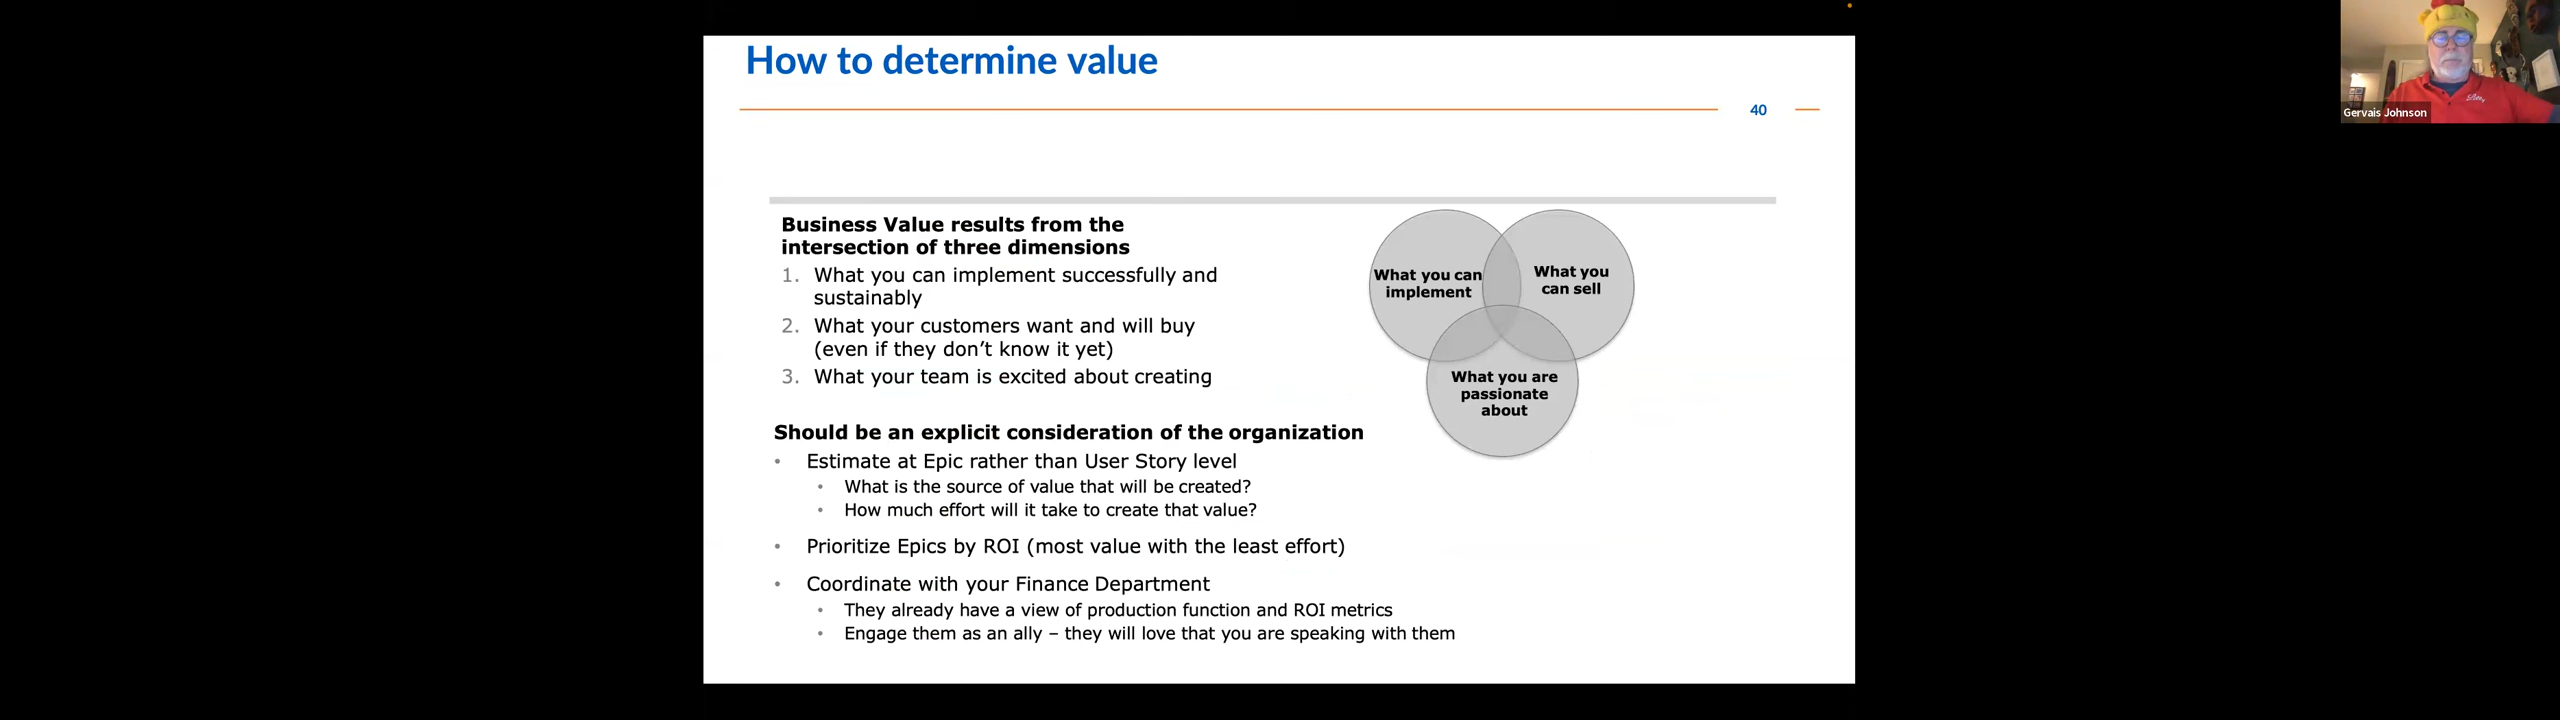 How to determine value
40
Gervais Johnson
Business Value results from the
intersection of three dimensions
1. What you can implement successfully and
sustainably
2. What your customers want and will buy
(even if they don’t know it yet)
3. What your team is excited about creating
What you can
implement
What you
can sell
What you are
passionate
about
Should be an explicit consideration of the organization
• Estimate at Epic rather than User Story level
• What is the source of value that will be created?
• How much effort will it take to create that value?
• Prioritize Epics by ROI (most value with the least effort)
• Coordinate with your Finance Department
• They already have a view of production function and ROI metrics
• Engage them as an ally – they will love that you are speaking with them